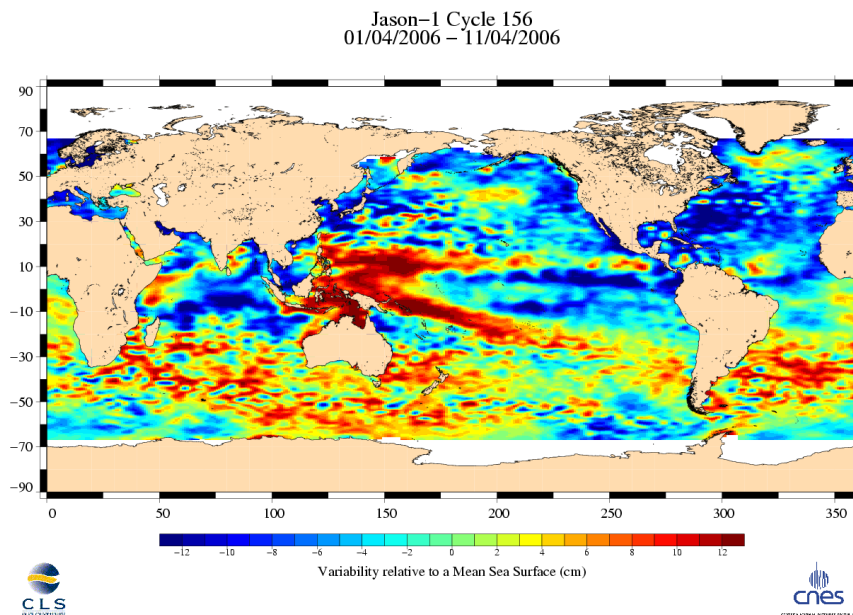 Jason−1 Cycle 156
01/04/2006 − 11/04/2006
90
70
50
30
10
−10
−30
−50
−70
−90
0 50 100 150 200 250 300 350
−12 −10 −8 −6 −4 −2 0 2 4 6 8 10 12
Variability relative to a Mean Sea Surface (cm)
CLS
cnes